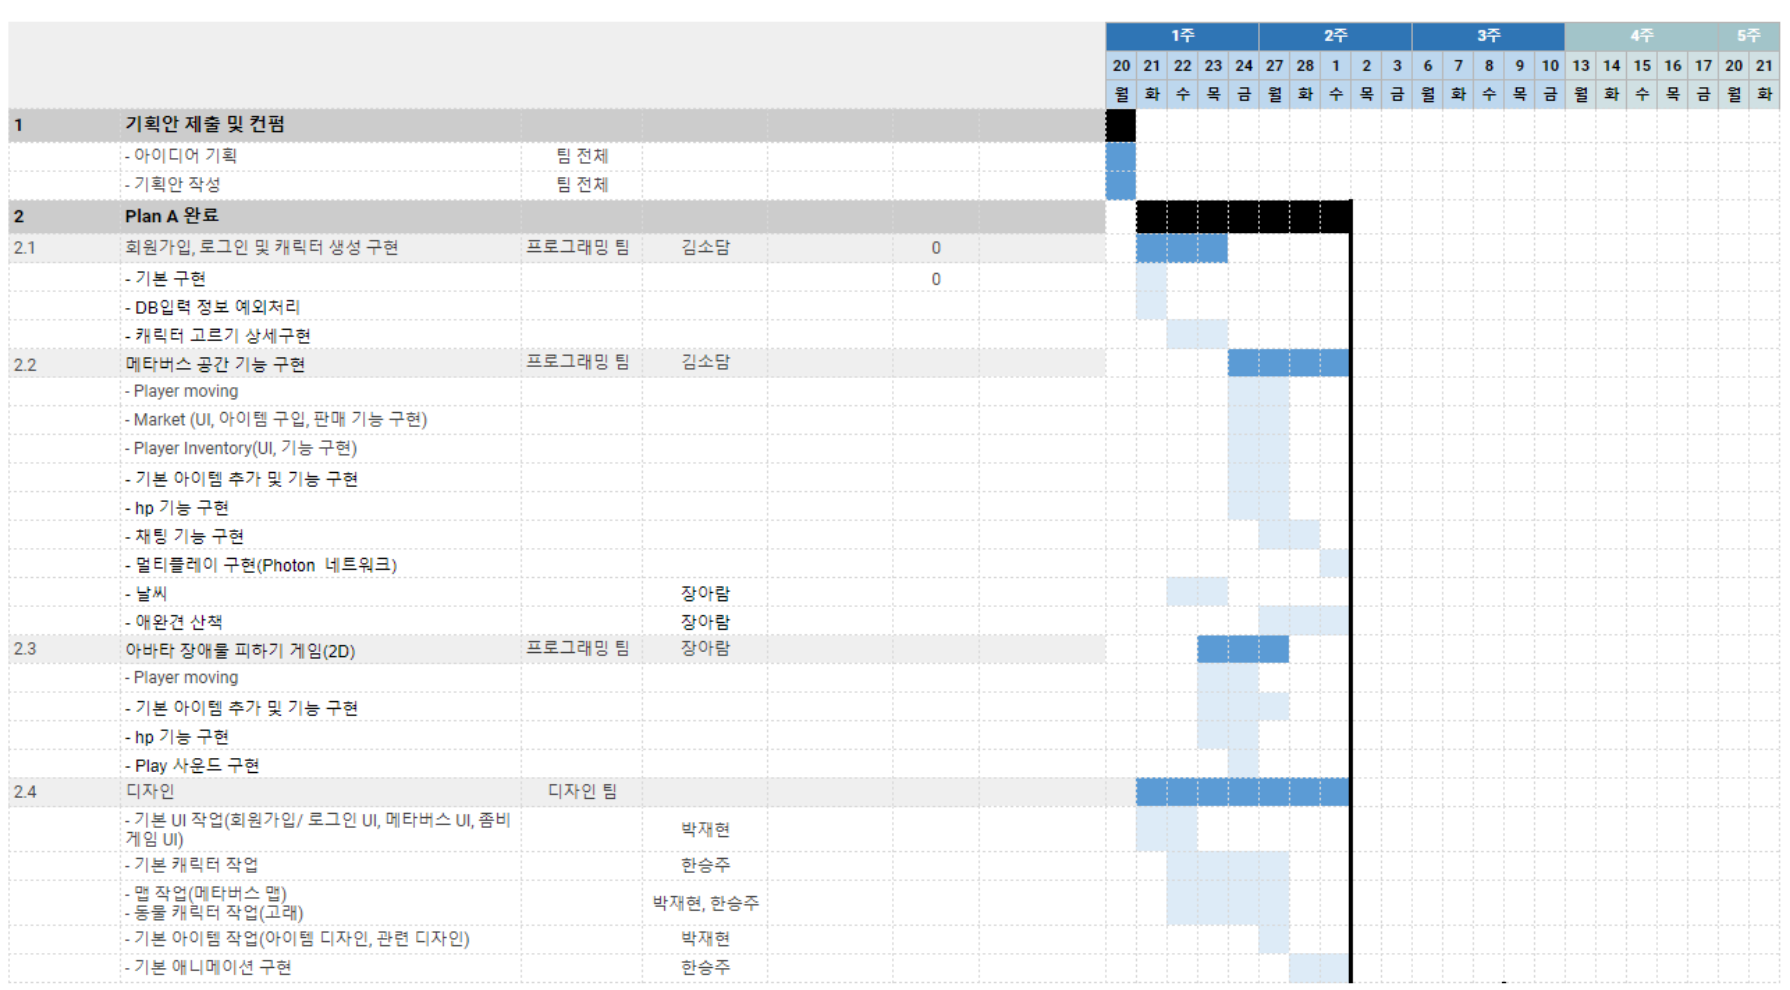 1주 2주 3주 4주 5주
20 21 22 23 24 27 28 1 2 3 6 7 8 9 10 13 14 15 16 17 20 21
월 화 수 목 금 월 화 수 목 금 월 화 수 목 금 월 화 수 목 금 월 화
1 기획안 제출 및 컨펌
- 아이디어 기획 팀 전체
- 기획안 작성 팀 전체
2 Plan A 완료
2.1 회원가입, 로그인 및 캐릭터 생성 구현 프로그래밍 팀 김소담 0
- 기본 구현 0
- DB입력 정보 예외처리
- 캐릭터 고르기 상세구현
2.2 메타버스 공간 기능 구현 프로그래밍 팀 김소담
- Player moving
- Market (UI, 아이템 구입, 판매 기능 구현)
- Player Inventory(UI, 기능 구현)
- 기본 아이템 추가 및 기능 구현
- hp 기능 구현
- 채팅 기능 구현
- 멀티플레이 구현(Photon 네트워크)
- 날씨 장아람
- 애완견 산책 장아람
2.3 아바타 장애물 피하기 게임(2D) 프로그래밍 팀 장아람
- Player moving
- 기본 아이템 추가 및 기능 구현
- hp 기능 구현
- Play 사운드 구현
2.4 디자인 디자인 팀
- 기본 UI 작업(회원가입/ 로그인 UI, 메타버스 UI, 좀비
게임 UI) 박재현
- 기본 캐릭터 작업 한승주
- 맵 작업(메타버스 맵)
- 동물 캐릭터 작업(고래) 박재현, 한승주
- 기본 아이템 작업(아이템 디자인, 관련 디자인) 박재현
- 기본 애니메이션 구현 한승주